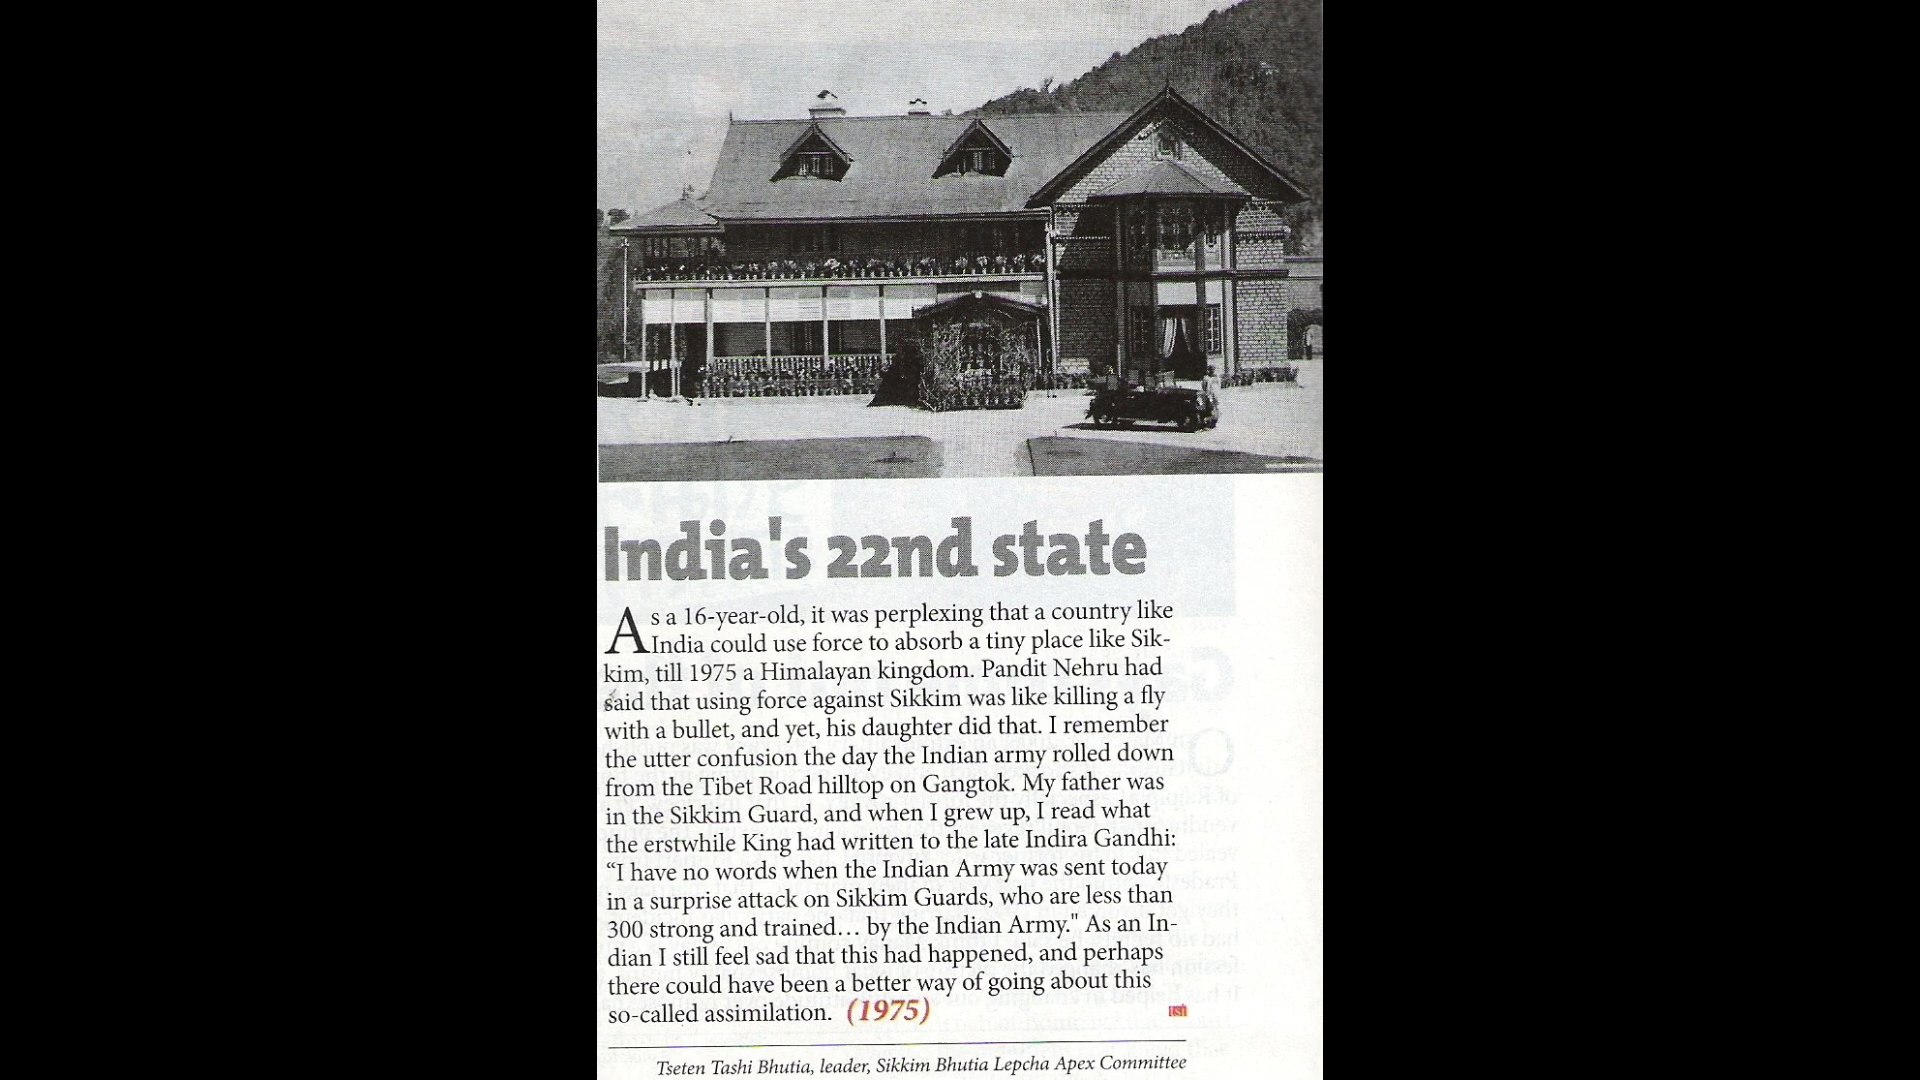 India's 22nd state
As a 16-year-old, it was perplexing that a country like
India could use force to absorb a tiny place like Sik-
kim, till 1975 a Himalayan kingdom. Pandit Nehru had
said that using force against Sikkim was like killing a fly
with a bullet, and yet, his daughter did that. I remember
the utter confusion the day the Indian army rolled down
from the Tibet Road hilltop on Gangtok. My father was
in the Sikkim Guard, and when I grew up, I read what
the erstwhile King had written to the late Indira Gandhi:
“I have no words when the Indian Army was sent today
in a surprise attack on Sikkim Guards, who are less than
300 strong and trained… by the Indian Army." As an In-
dian I still feel sad that this had happened, and perhaps
there could have been a better way of going about this
so-called assimilation. (1975)
Tseten Tashi Bhutia, leader, Sikkim Bhutia Lepcha Apex Committee